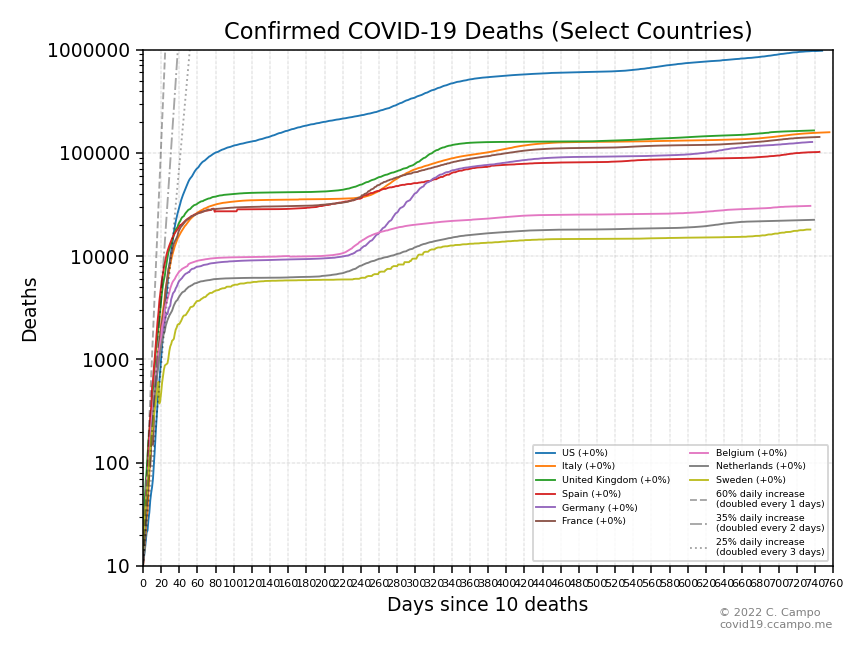 Confirmed COVID-19 Deaths (Select Countries)
1000000
100000
10000
1000
100
10
Deaths
US (+0%)
Italy (+0%)
United Kingdom (+0%)
Spain (+0%)
Germany (+0%)
France (+0%)
Belgium (+0%)
Netherlands (+0%)
Sweden (+0%)
60% daily increase
(doubled every 1 days)
35% daily increase
(doubled every 2 days)
25% daily increase
(doubled every 3 days)
0 20 40 60 80 100 120 140 160 180 200 220 240 260 280 300 320 340 360 380 400 420 440 460 480 500 520 540 560 580 600 620 640 660 680 700 720 740 760
Days since 10 deaths
© 2022 C. Campo
covid19.ccampo.me